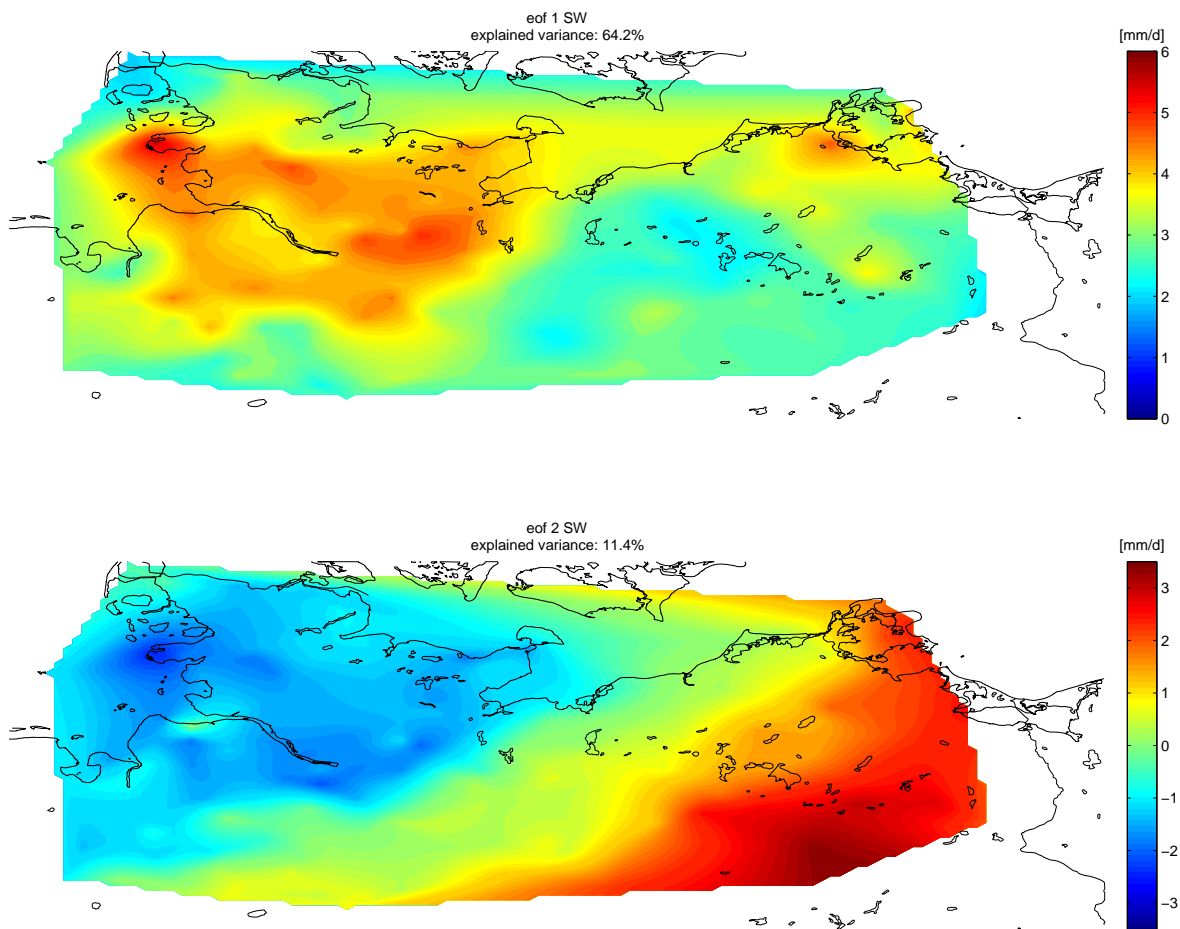 eof 1 SW
explained variance: 64.2%
[mm/d]
6
5
4
3
2
1
0
eof 2 SW
explained variance: 11.4%
[mm/d]
3
2
1
0
−1
−2
−3